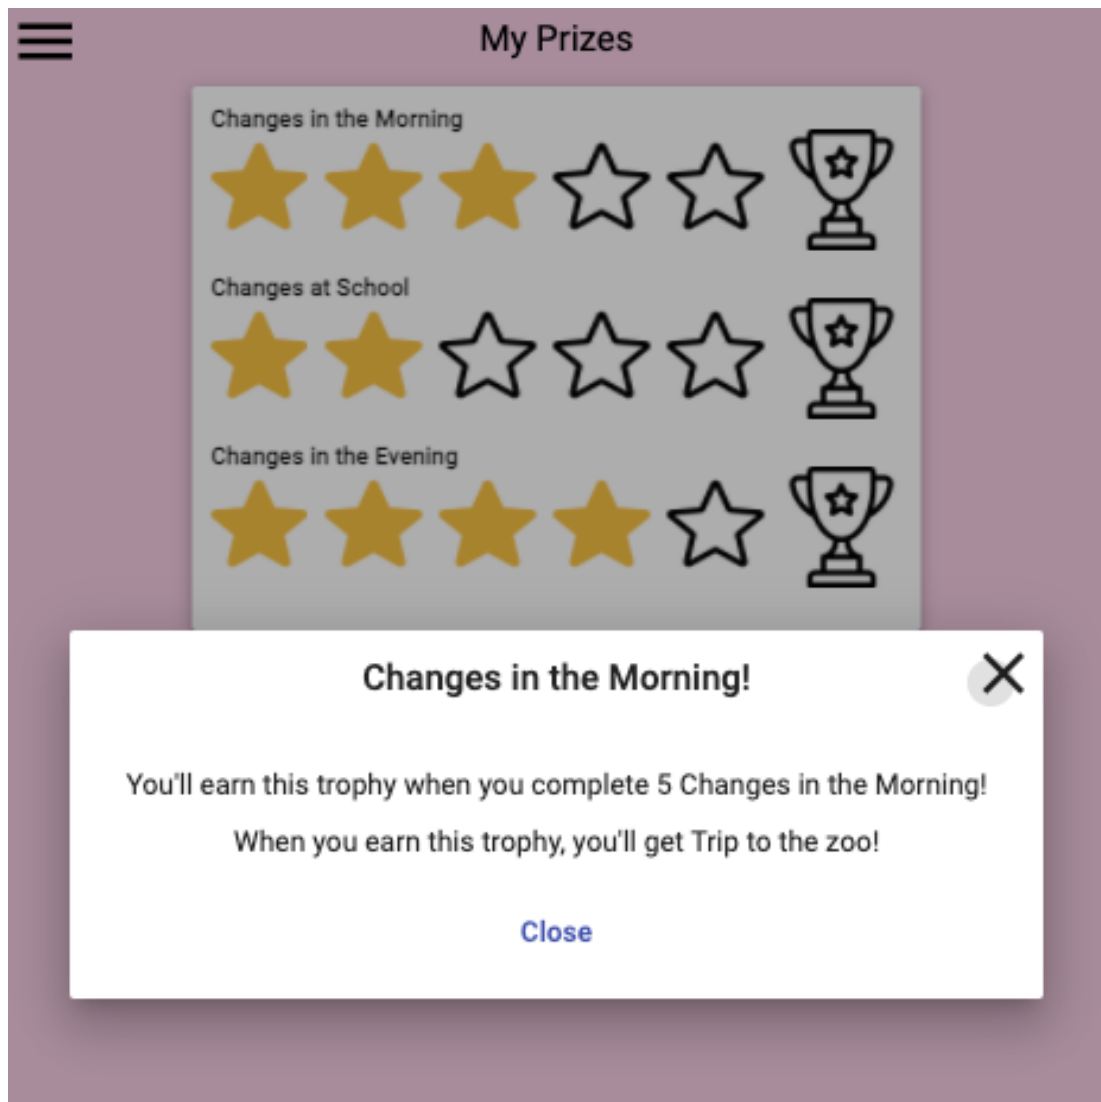 My Prizes
Changes in the Morning
Changes at School
Changes in the Evening
Changes in the Morning!
You'll earn this trophy when you complete 5 Changes in the Morning!
When you earn this trophy, you'll get Trip to the zoo!
Close